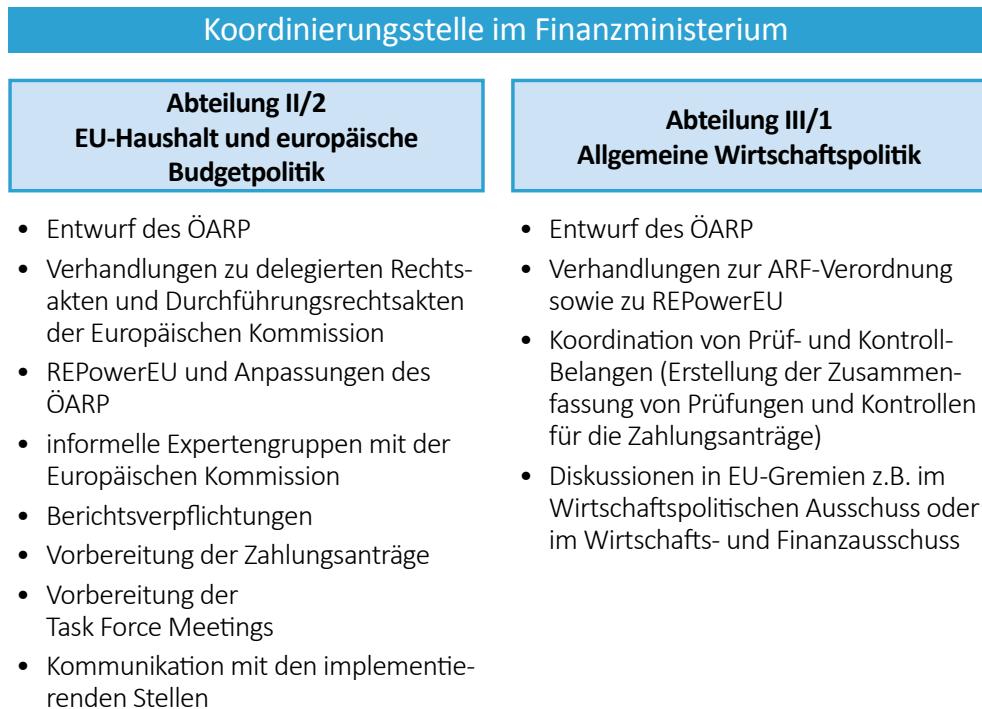 Koordinierungsstelle im Finanzministerium
Abteilung II/2
EU-Haushalt und europäische
Budgetpolitik
• Entwurf des ÖARP
• Verhandlungen zu delegierten Rechts-
akten und Durchführungsrechtsakten
der Europäischen Kommission
• REPowerEU und Anpassungen des
ÖARP
• informelle Expertengruppen mit der
Europäischen Kommission
• Berichtsverpflichtungen
• Vorbereitung der Zahlungsanträge
• Vorbereitung der
Task Force Meetings
• Kommunikation mit den implementie-
renden Stellen
Abteilung III/1
Allgemeine Wirtschaftspolitik
• Entwurf des ÖARP
• Verhandlungen zur ARF-Verordnung
sowie zu REPowerEU
• Koordination von Prüf- und Kontroll-
Belangen (Erstellung der Zusammen-
fassung von Prüfungen und Kontrollen
für die Zahlungsanträge)
• Diskussionen in EU-Gremien z.B. im
Wirtschaftspolitischen Ausschuss oder
im Wirtschafts- und Finanzausschuss